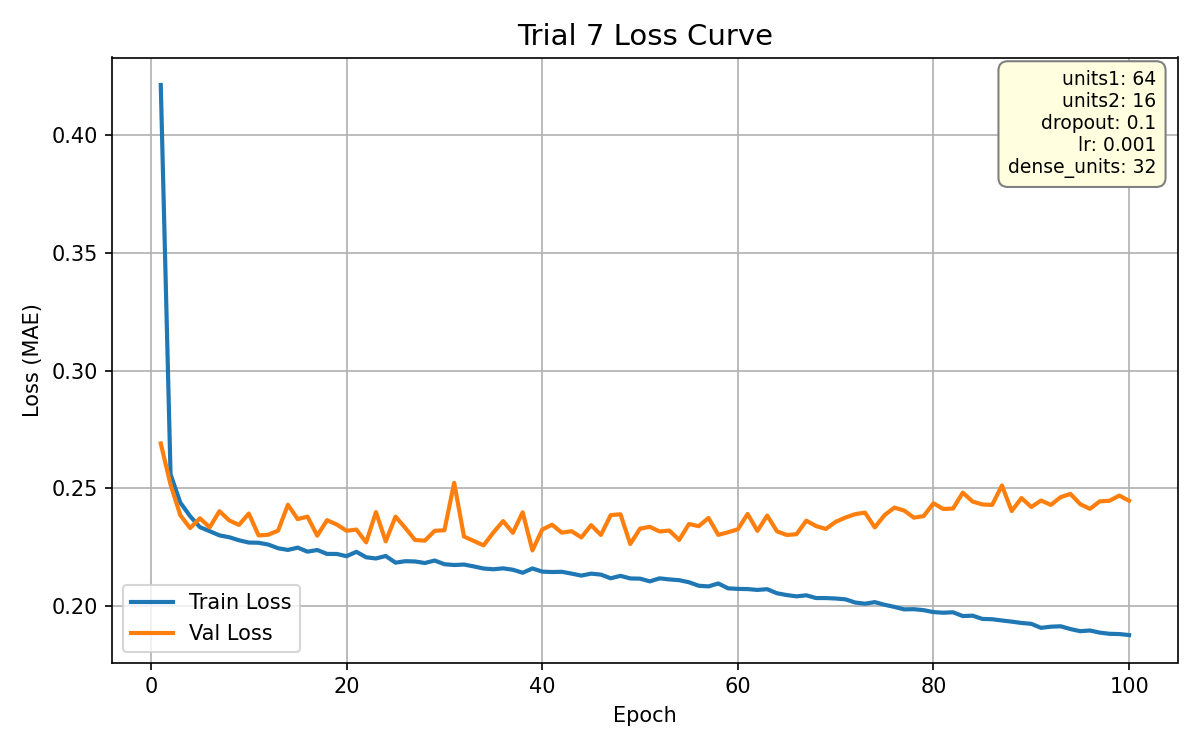 Trial 7 Loss Curve
units1: 64
units2: 16
dropout: 0.1
lr: 0.001
dense_units: 32
Loss (MAE)
0.40
0.35
0.30
0.25
0.20
Train Loss
Val Loss
0 20 40 60 80 100
Epoch